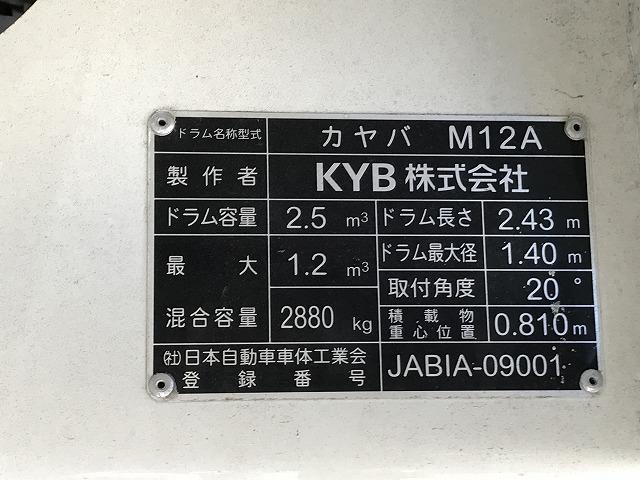 ドラム名称型式 カヤバ M12A
製作者 KYB株式会社
ドラム容量 2.5 m³ ドラム長さ 2.43 m
最大混合容量 1.2 m³ ドラム最大径 1.40 m
2880 kg 取付角度 20°
積載物重心位置 0.810m
(社)日本自動車車体工業会
登録番号 JABIA-09001